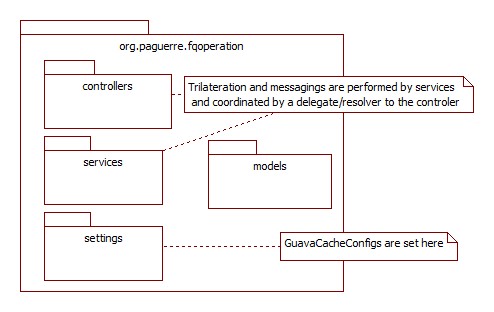 org.paguerre.fqoperation
controllers
Trilateration and messagings are performed by services
and coordinated by a delegate/resolver to the controler
services
models
settings
GuavaCacheConfigs are set here